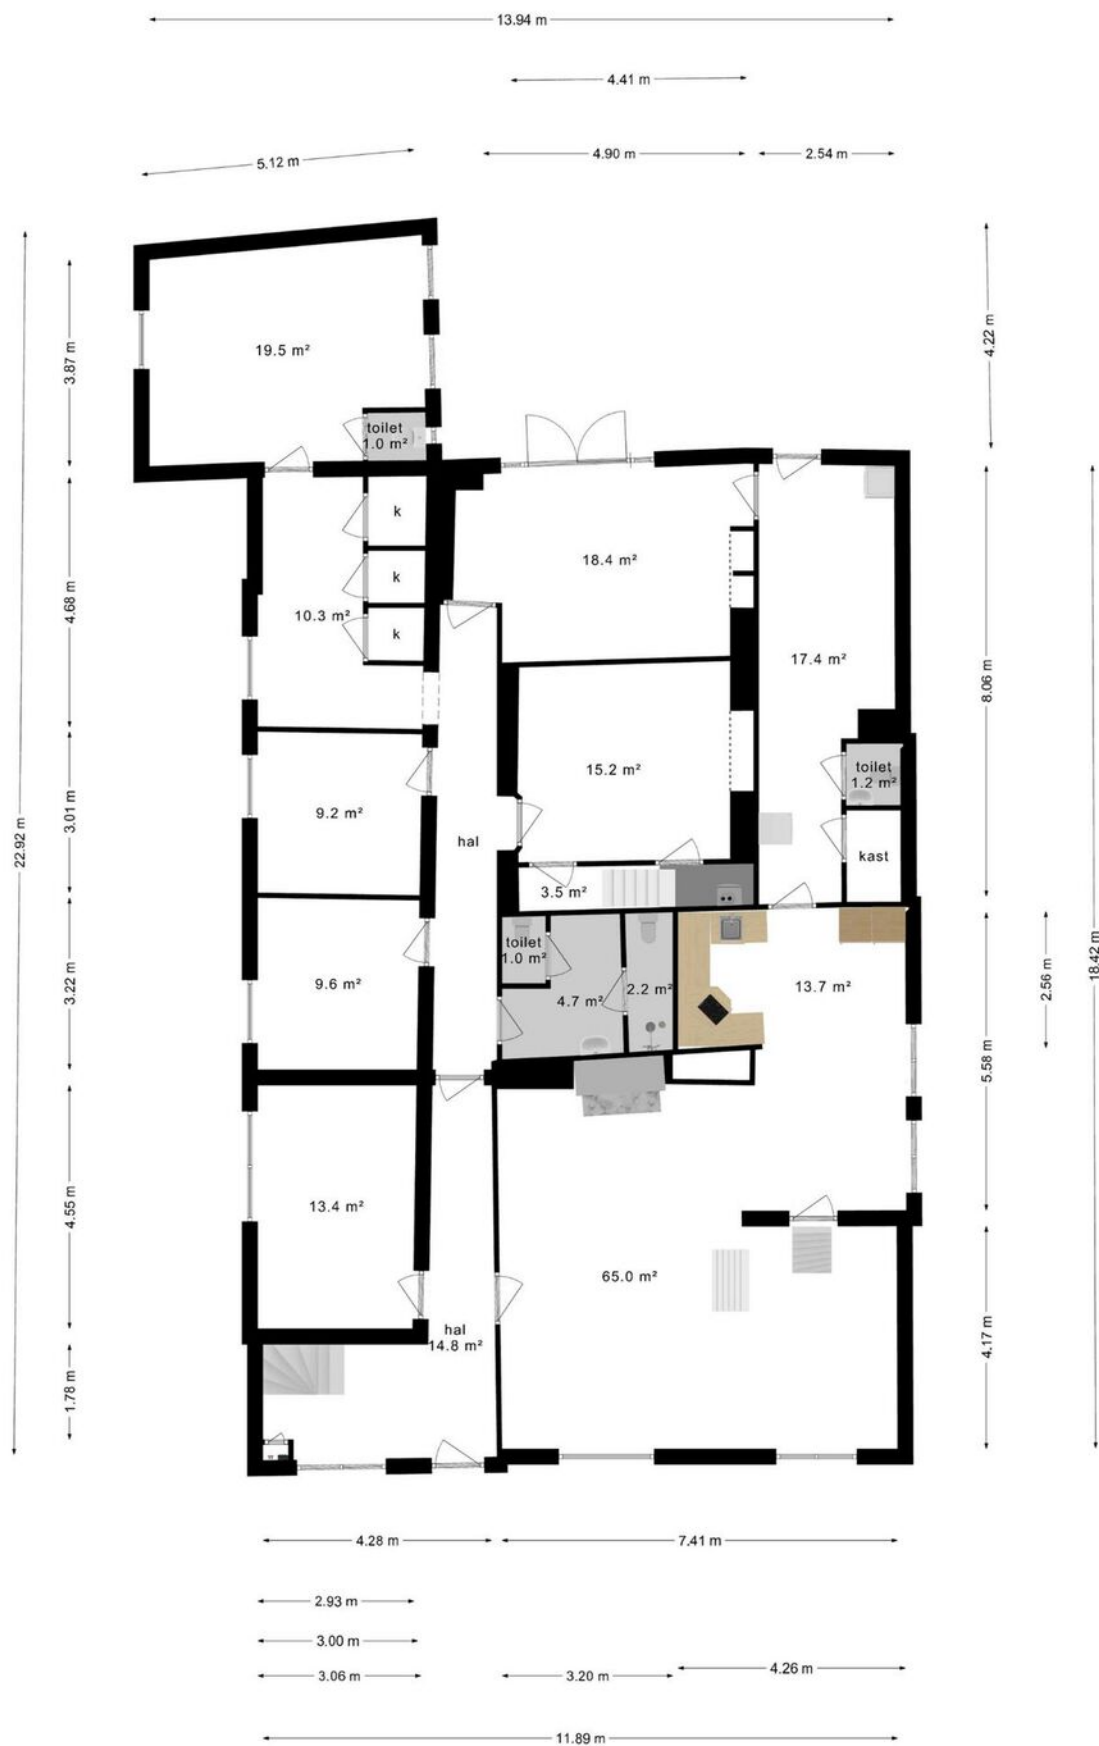 13.94 m
4.41 m
4.90 m
2.54 m
5.12 m
4.22 m
3.87 m
19.5 m²
toilet
1.0 m²
k
k
k
10.3 m²
18.4 m²
17.4 m²
4.68 m
8.06 m
15.2 m²
toilet
1.2 m²
kast
9.2 m²
hal
3.01 m
22.92 m
3.5 m²
toilet
1.0 m²
4.7 m²
2.2 m²
13.7 m²
9.6 m²
3.22 m
2.56 m
18.42 m
5.58 m
13.4 m²
4.55 m
65.0 m²
hal
14.8 m²
4.17 m
1.78 m
4.28 m
7.41 m
2.93 m
3.00 m
3.06 m
3.20 m
4.26 m
11.89 m